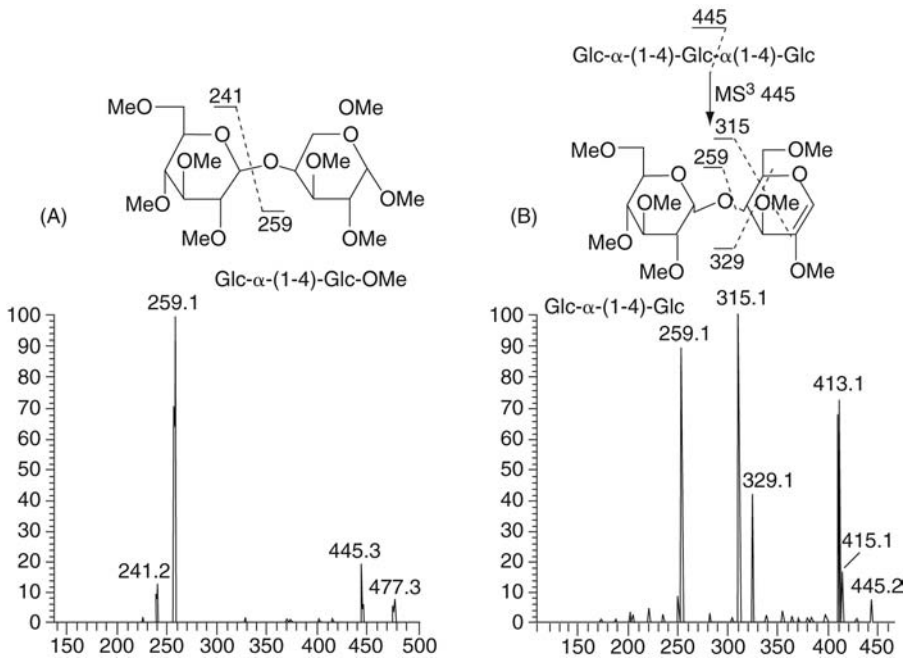 241
MeO
O
OMe
O
O
OMe
OMe
MeO
OMe
MeO
OMe
259
(A)
Glc-α-(1-4)-Glc-OMe
259.1
241.2
445.3
477.3
100
90
80
70
60
50
40
30
20
10
0
150 200 250 300 350 400 450 500
445
Glc-α-(1-4)-Glc-α(1-4)-Glc
MS³ 445
315
259
MeO
O
OMe
O
O
OMe
OMe
MeO
MeO
OMe
329
OMe
(B)
Glc-α-(1-4)-Glc
315.1
259.1
413.1
329.1
415.1
445.2
100
90
80
70
60
50
40
30
20
10
0
150 200 250 300 350 400 450